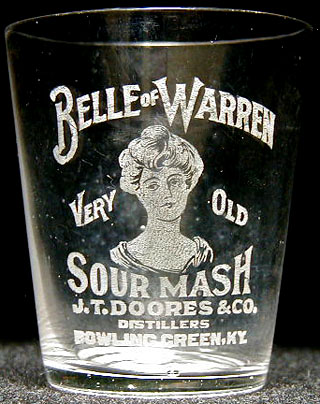 BELLE OF WARREN
VERY OLD
SOUR MASH
J.T. DOORES & CO.
DISTILLERS
BOWLING GREEN, KY.